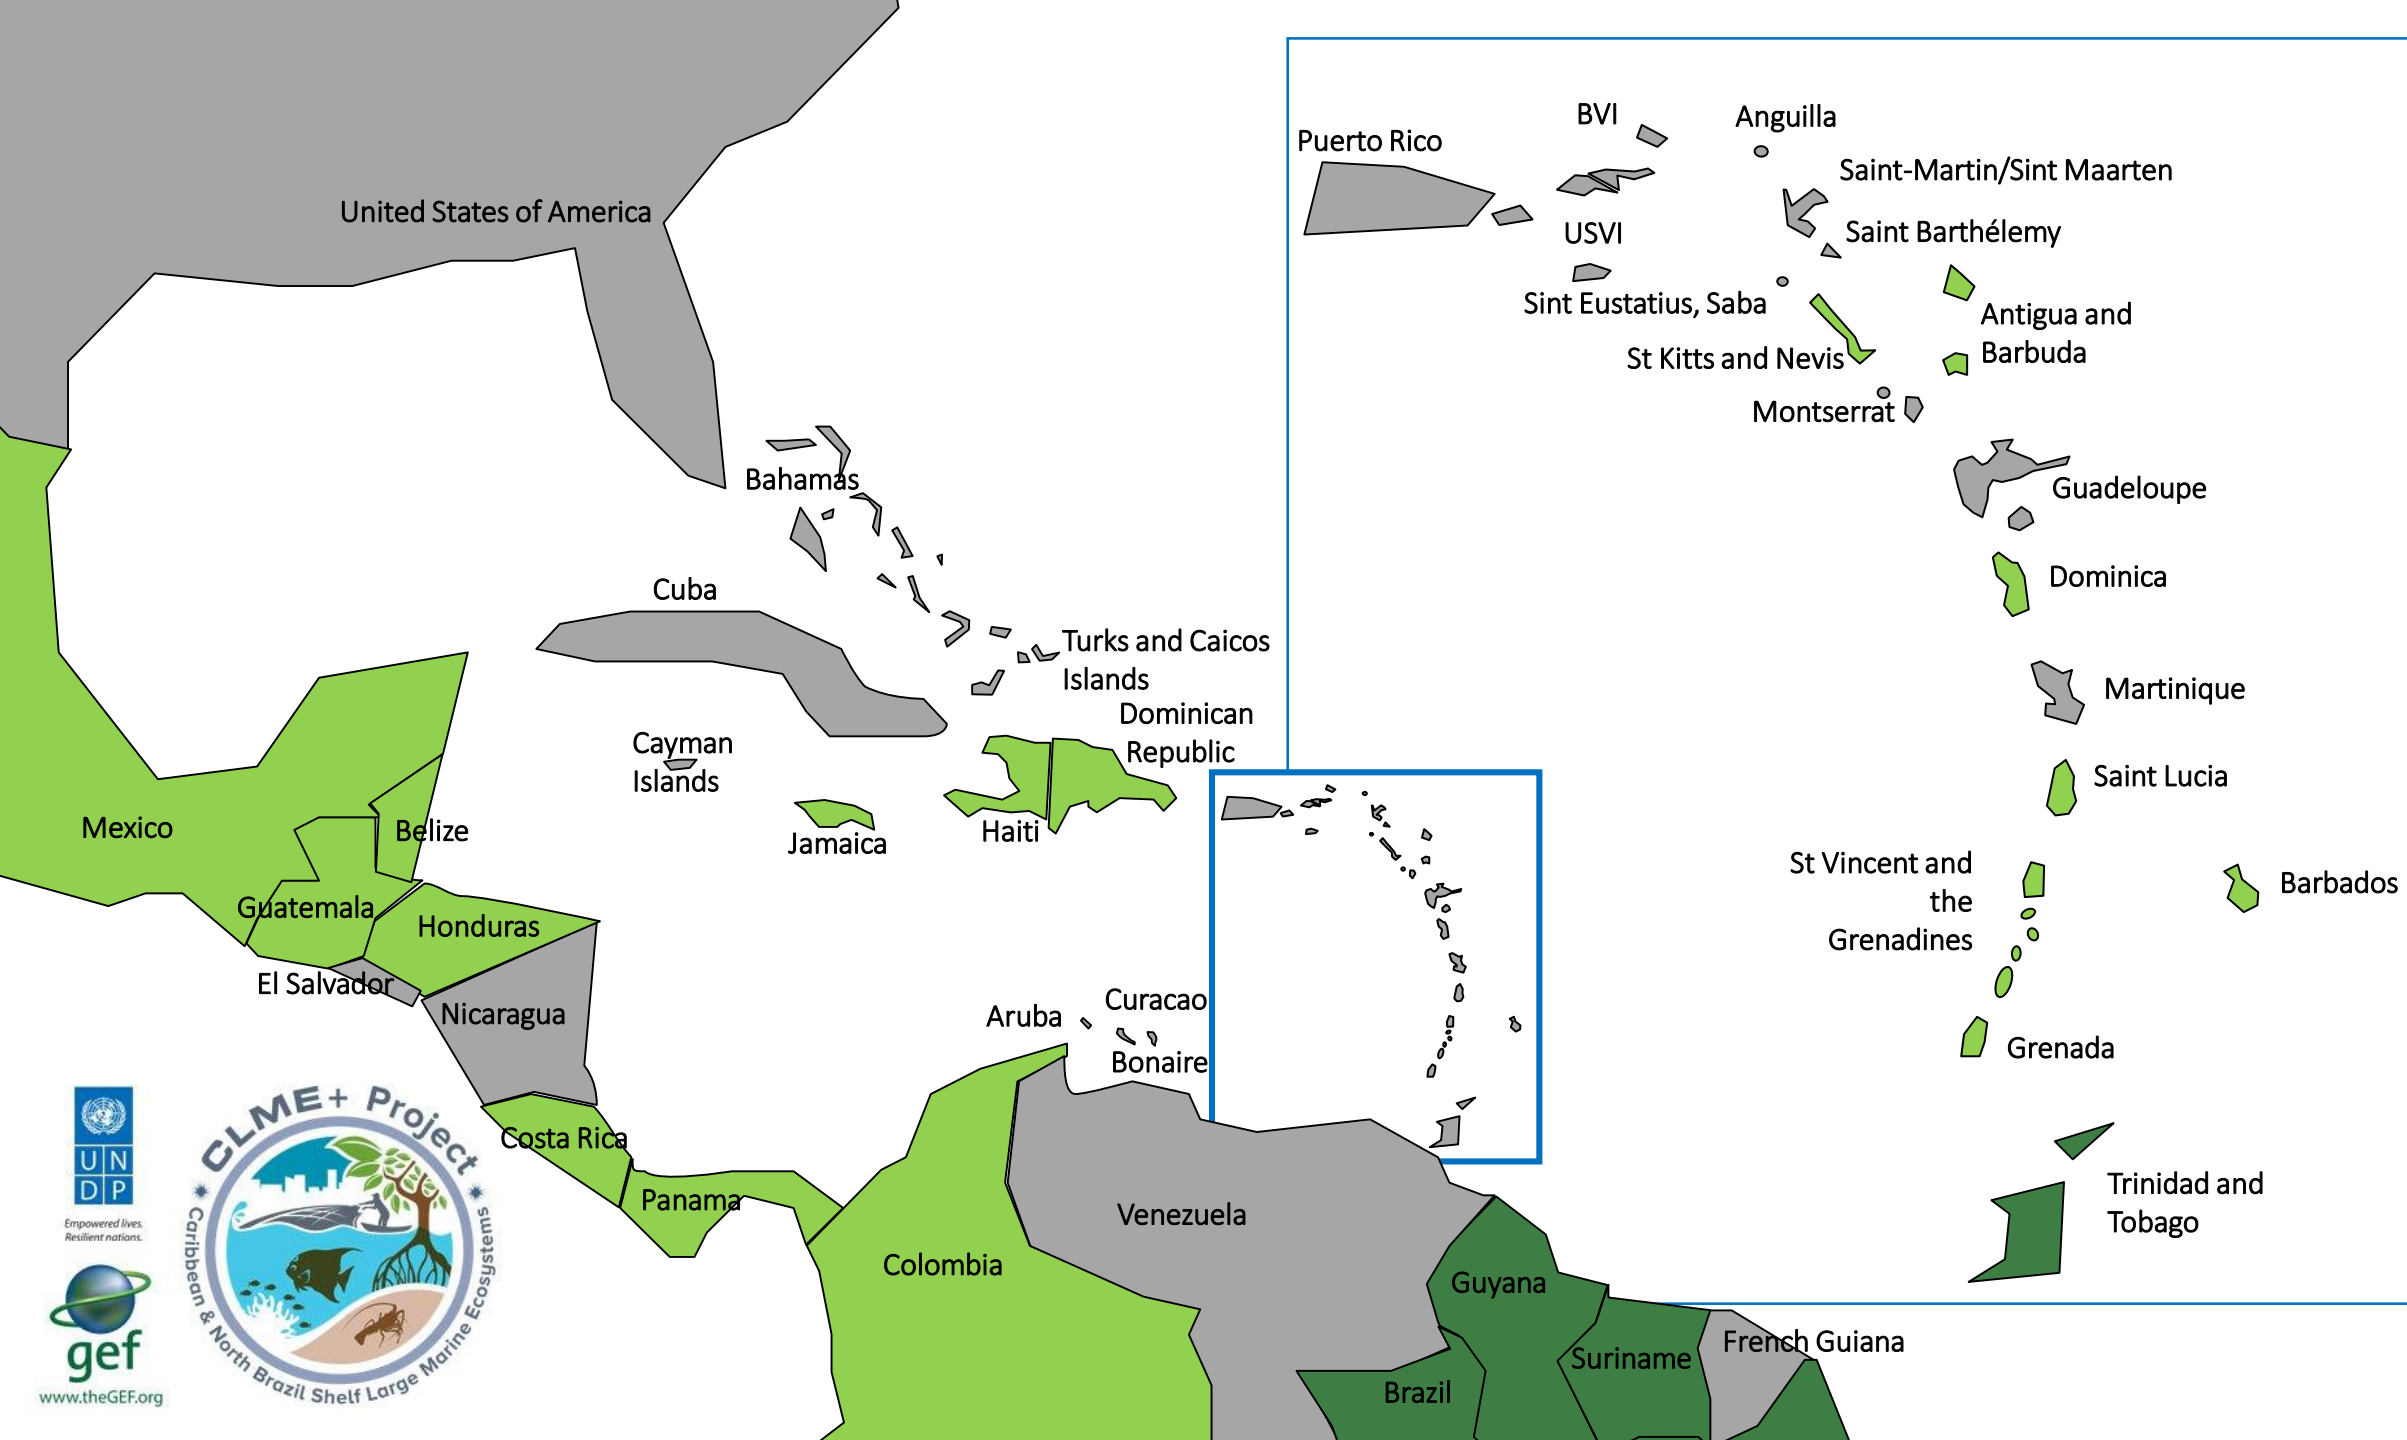 BVI
Anguilla
Puerto Rico
Saint-Martin/Sint Maarten
United States of America
USVI
Saint Barthélemy
Sint Eustatius, Saba
Antigua and
Barbuda
St Kitts and Nevis
Montserrat
Bahamas
Guadeloupe
Cuba
Dominica
Turks and Caicos
Islands
Martinique
Dominican
Republic
Cayman
Islands
Saint Lucia
Mexico
Belize
Jamaica
Haiti
St Vincent and
the
Grenadines
Barbados
Guatemala
Honduras
El Salvador
Nicaragua
Aruba
Curacao
Bonaire
Grenada
Costa Rica
Panama
Venezuela
Trinidad and
Tobago
Colombia
Guyana
Suriname
French Guiana
Brazil
U N
D P
Empowered lives.
Resilient nations.
gef
www.theGEF.org
CLME+ Project
Caribbean & North Brazil Shelf Large Marine Ecosystems